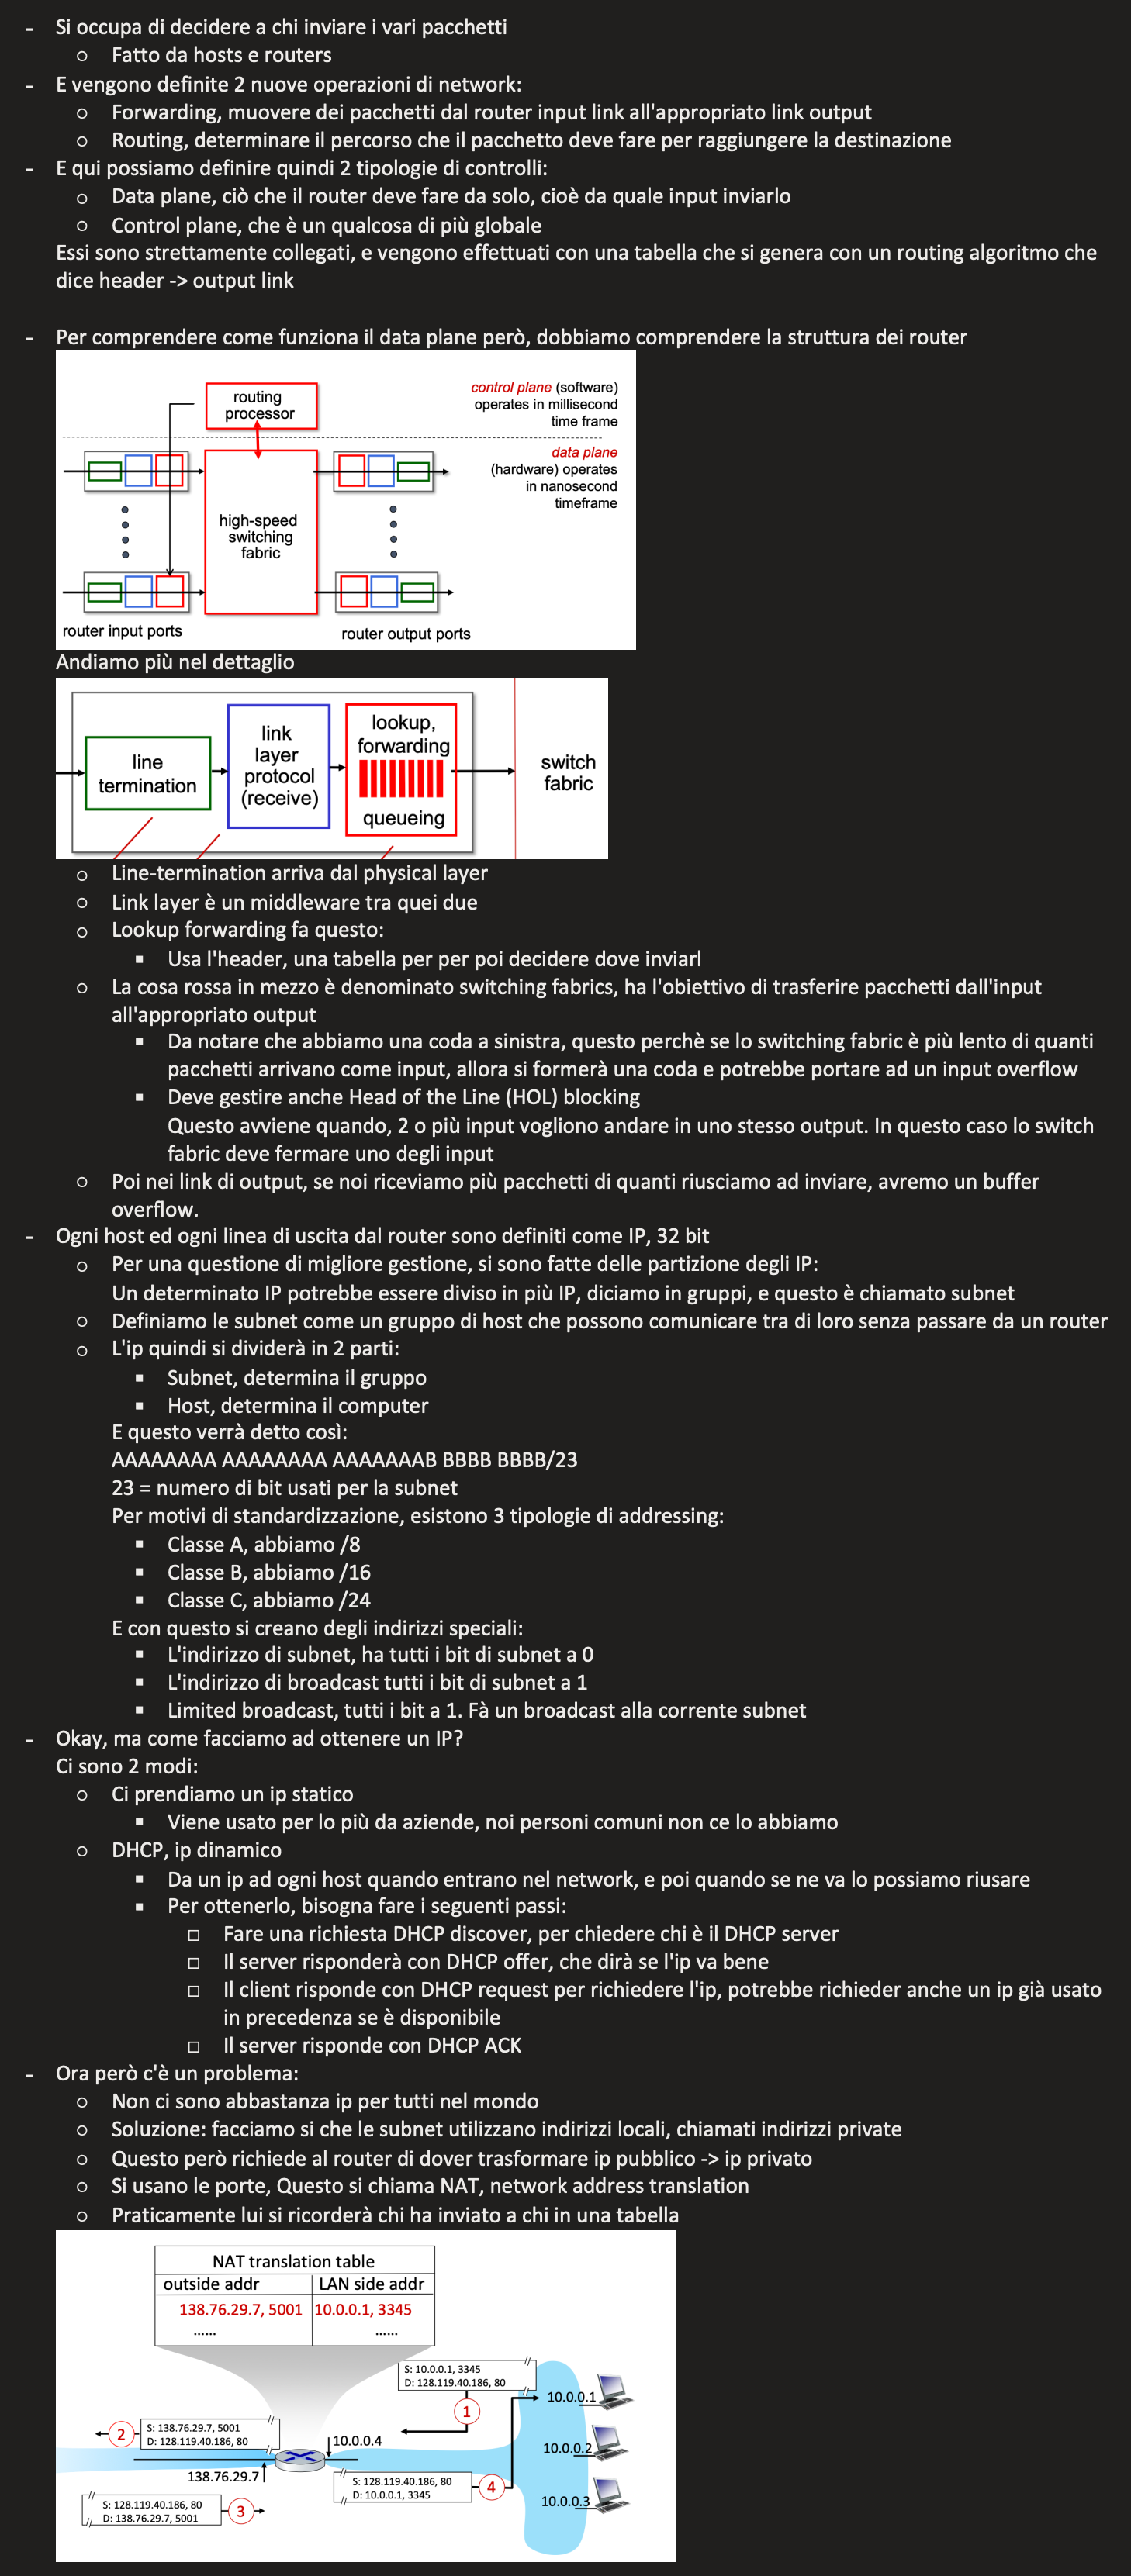 - Si occupa di decidere a chi inviare i vari pacchetti
○ Fatto da hosts e routers
- E vengono definite 2 nuove operazioni di network:
○ Forwarding, muovere dei pacchetti dal router input link all'appropriato link output
○ Routing, determinare il percorso che il pacchetto deve fare per raggiungere la destinazione
- E qui possiamo definire quindi 2 tipologie di controlli:
○ Data plane, ciò che il router deve fare da solo, cioè da quale input inviarlo
○ Control plane, che è un qualcosa di più globale
Essi sono strettamente collegati, e vengono effettuati con una tabella che si genera con un routing algoritmo che
dice header -> output link
- Per comprendere come funziona il data plane però, dobbiamo comprendere la struttura dei router
routing
processor
control plane (software)
operates in millisecond
time frame
data plane
(hardware) operates
in nanosecond
timeframe
high-speed
switching
fabric
router input ports
router output ports
Andiamo più nel dettaglio
line
termination
link
layer
protocol
(receive)
lookup,
forwarding
queueing
switch
fabric
○ Line-termination arriva dal physical layer
○ Link layer è un middleware tra quei due
○ Lookup forwarding fa questo:
▪ Usa l'header, una tabella per per poi decidere dove inviarl
○ La cosa rossa in mezzo è denominato switching fabrics, ha l'obiettivo di trasferire pacchetti dall'input
all'appropriato output
▪ Da notare che abbiamo una coda a sinistra, questo perchè se lo switching fabric è più lento di quanti
pacchetti arrivano come input, allora si formerà una coda e potrebbe portare ad un input overflow
▪ Deve gestire anche Head of the Line (HOL) blocking
Questo avviene quando, 2 o più input vogliono andare in uno stesso output. In questo caso lo switch
fabric deve fermare uno degli input
○ Poi nei link di output, se noi riceviamo più pacchetti di quanti riusciamo ad inviare, avremo un buffer
overflow.
- Ogni host ed ogni linea di uscita dal router sono definiti come IP, 32 bit
○ Per una questione di migliore gestione, si sono fatte delle partizione degli IP:
Un determinato IP potrebbe essere diviso in più IP, diciamo in gruppi, e questo è chiamato subnet
○ Definiamo le subnet come un gruppo di host che possono comunicare tra di loro senza passare da un router
○ L'ip quindi si dividerà in 2 parti:
▪ Subnet, determina il gruppo
▪ Host, determina il computer
E questo verrà detto così:
AAAAAAAA AAAAAAAA AAAAAAAB BBBB BBBB/23
23 = numero di bit usati per la subnet
Per motivi di standardizzazione, esistono 3 tipologie di addressing:
▪ Classe A, abbiamo /8
▪ Classe B, abbiamo /16
▪ Classe C, abbiamo /24
E con questo si creano degli indirizzi speciali:
▪ L'indirizzo di subnet, ha tutti i bit di subnet a 0
▪ L'indirizzo di broadcast tutti i bit di subnet a 1
▪ Limited broadcast, tutti i bit a 1. Fà un broadcast alla corrente subnet
- Okay, ma come facciamo ad ottenere un IP?
Ci sono 2 modi:
○ Ci prendiamo un ip statico
▪ Viene usato per lo più da aziende, noi personi comuni non ce lo abbiamo
○ DHCP, ip dinamico
▪ Da un ip ad ogni host quando entrano nel network, e poi quando se ne va lo possiamo riusare
▪ Per ottenerlo, bisogna fare i seguenti passi:
□ Fare una richiesta DHCP discover, per chiedere chi è il DHCP server
□ Il server risponderà con DHCP offer, che dirà se l'ip va bene
□ Il client risponde con DHCP request per richiedere l'ip, potrebbe richieder anche un ip già usato
in precedenza se è disponibile
□ Il server risponde con DHCP ACK
- Ora però c'è un problema:
○ Non ci sono abbastanza ip per tutti nel mondo
○ Soluzione: facciamo si che le subnet utilizzano indirizzi locali, chiamati indirizzi private
○ Questo però richiede al router di dover trasformare ip pubblico -> ip privato
○ Si usano le porte, Questo si chiama NAT, network address translation
○ Praticamente lui si ricorderà chi ha inviato a chi in una tabella
NAT translation table
outside addr LAN side addr
138.76.29.7, 5001 10.0.0.1, 3345
...... ......
S: 10.0.0.1, 3345
D: 128.119.40.186, 80
1
10.0.0.1
2
S: 138.76.29.7, 5001
D: 128.119.40.186, 80
10.0.0.4
10.0.0.2
138.76.29.7
S: 128.119.40.186, 80
D: 10.0.0.1, 3345
4
10.0.0.3
S: 128.119.40.186, 80
D: 138.76.29.7, 5001
3